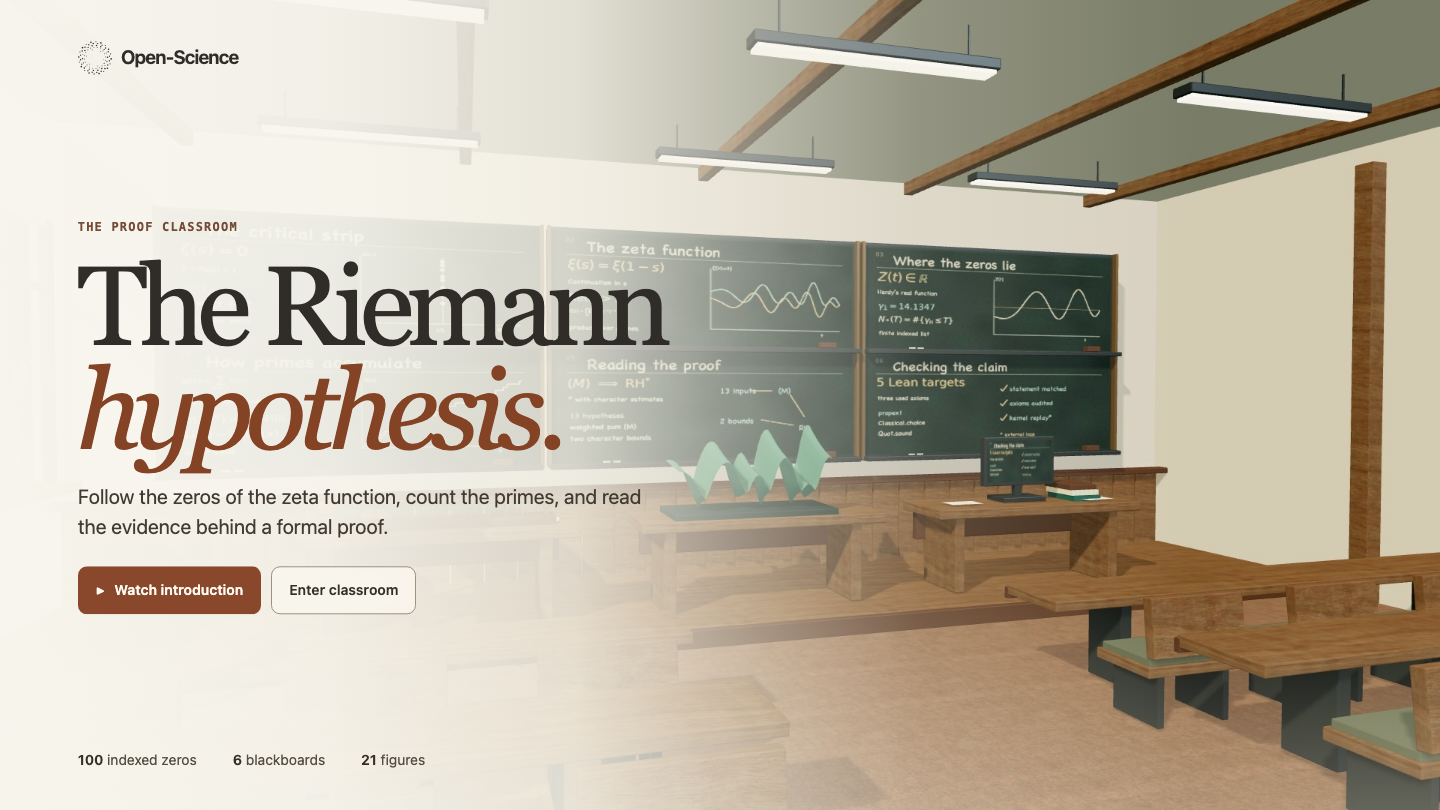 Open-Science
THE PROOF CLASSROOM
The Riemann
hypothesis.
Follow the zeros of the zeta function, count the primes, and read
the evidence behind a formal proof.
► Watch introduction
Enter classroom
100 indexed zeros
6 blackboards
21 figures
critical strip
The zeta function
ξ(s) = ξ(1 − s)
Where the zeros lie
Z(t) ∈ ℝ
Hardy's real function
γ₁ = 14.1347
finite indexed list
How primes
Reading the proof
(M) ⟹ RH*
* with character estimates
13 hypotheses
weighted sum (M)
two character bounds
13 inputs
(M)
2 bounds
Checking the claim
5 Lean targets
three used axioms
propext
Classical.choice
Quot.sound
✓ statement matched
✓ axioms audited
✓ kernel replay*
* external logs